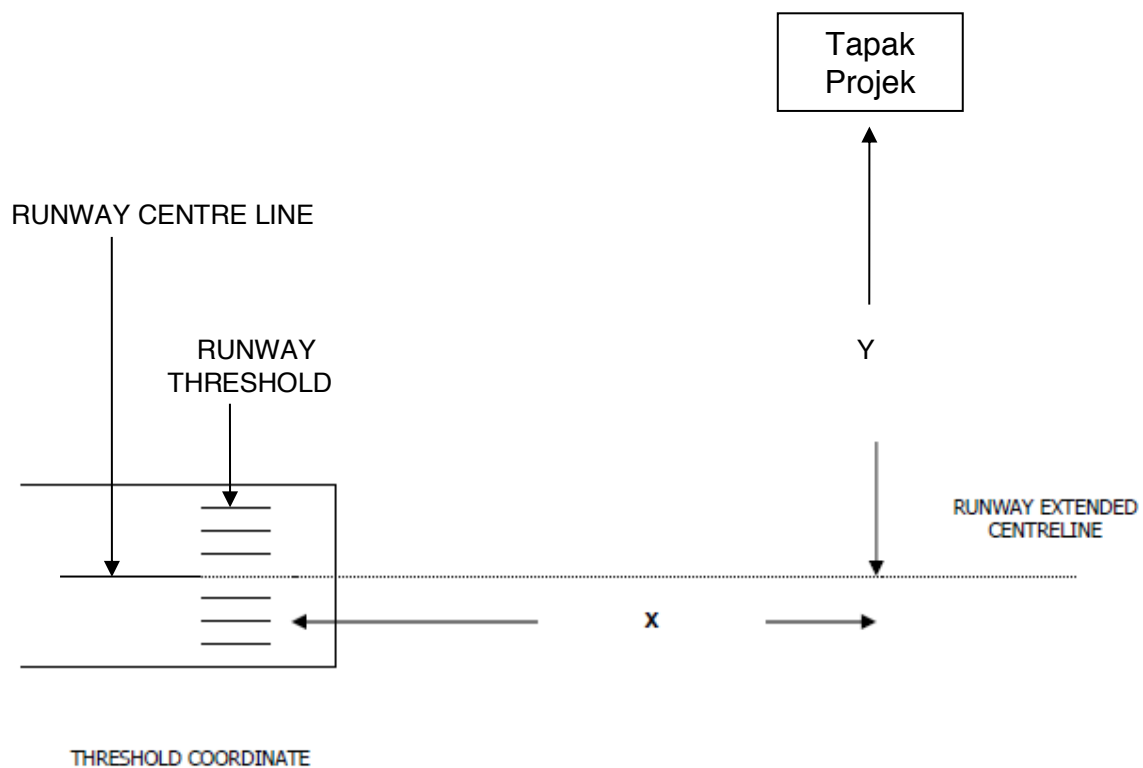 Tapak
Projek
RUNWAY CENTRE LINE
RUNWAY
THRESHOLD
Y
RUNWAY EXTENDED
CENTRELINE
X
THRESHOLD COORDINATE